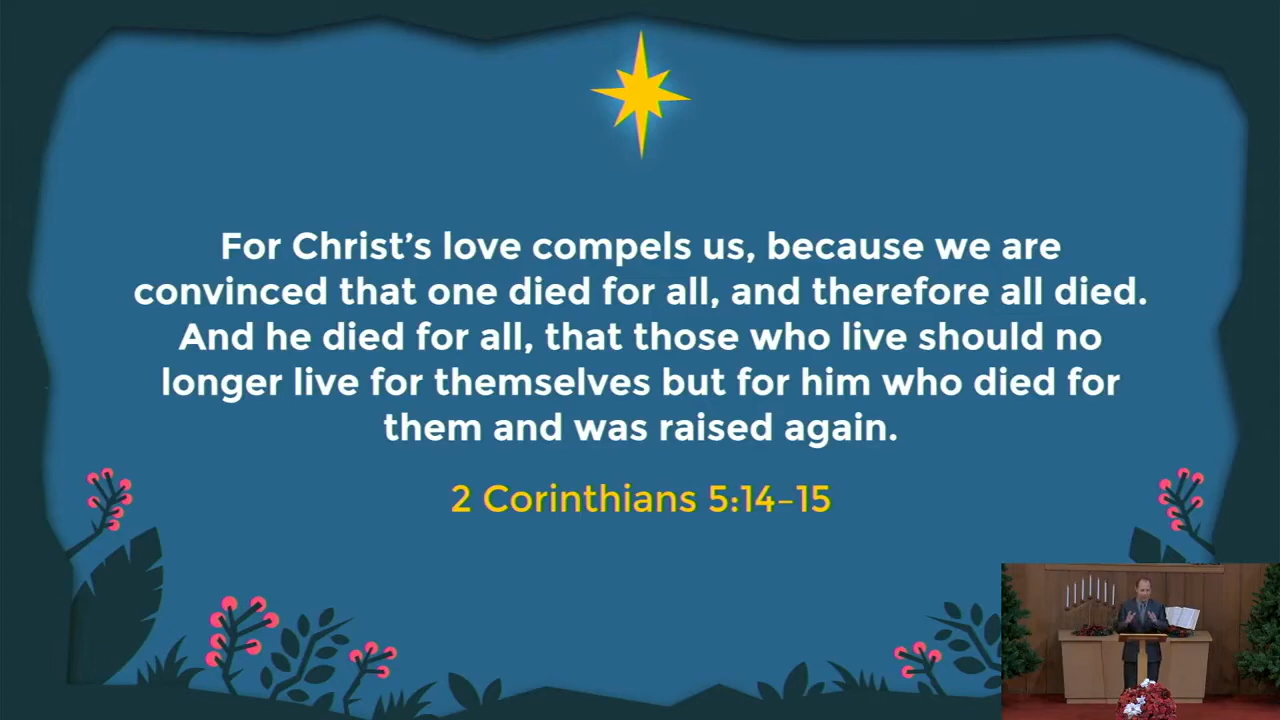 For Christ’s love compels us, because we are
convinced that one died for all, and therefore all died.
And he died for all, that those who live should no
longer live for themselves but for him who died for
them and was raised again.
2 Corinthians 5:14–15